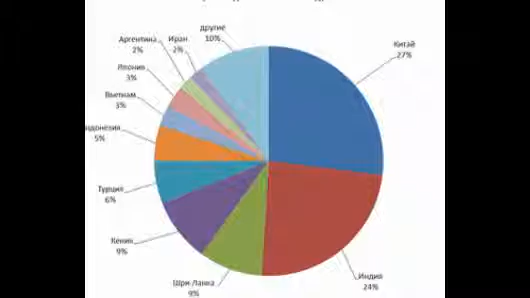 другие
10%
Иран
2%
Аргентина
2%
Япония
3%
Вьетнам
3%
5%
Турция
6%
Кения
9%
Шри-Ланка
9%
Индия
24%
Китай
27%